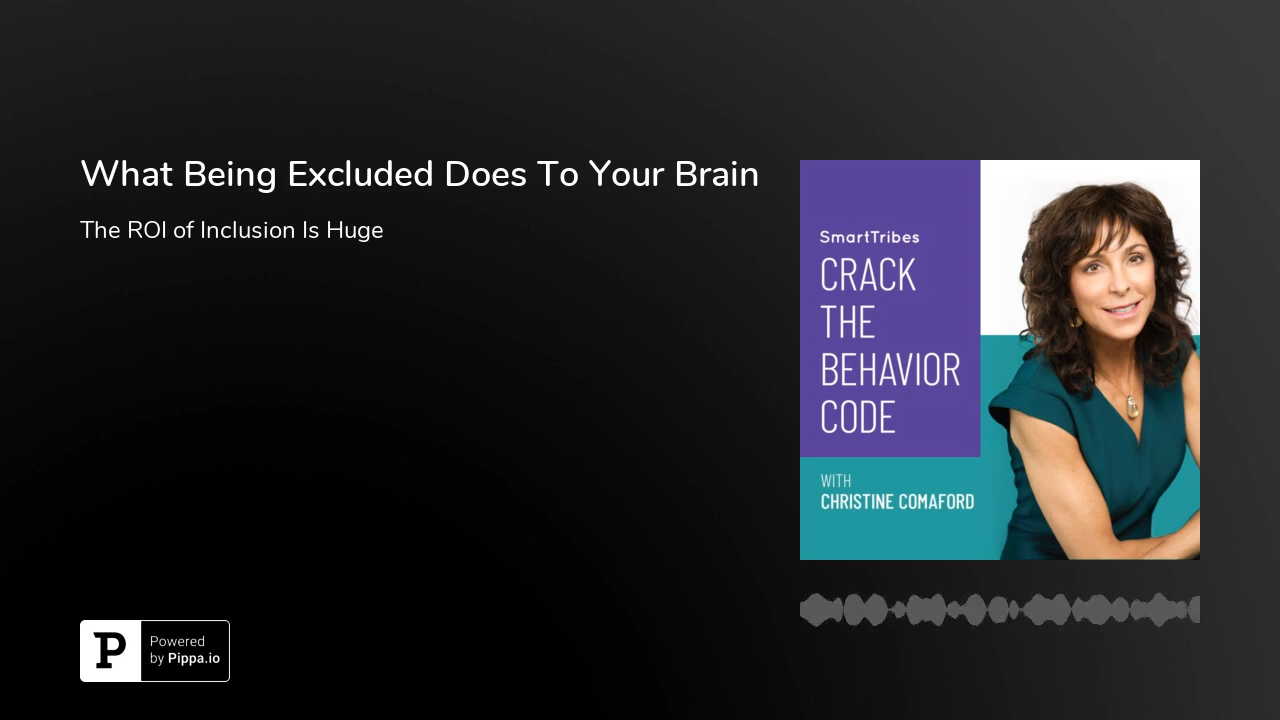 What Being Excluded Does To Your Brain
The ROI of Inclusion Is Huge
SmartTribes
CRACK
THE
BEHAVIOR
CODE
WITH
CHRISTINE COMAFORD
P
Powered
by Pippa.io